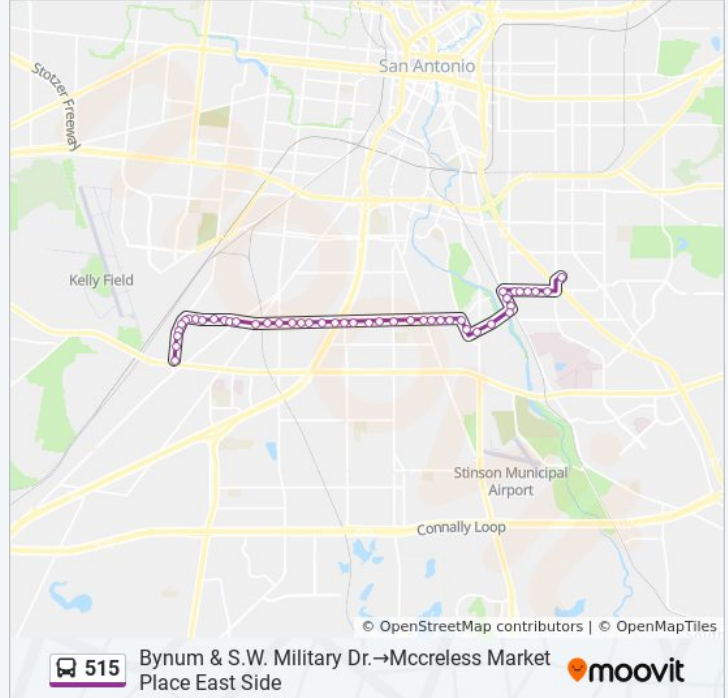 San Antonio
Stotzer Freeway
Kelly Field
Stinson Municipal
Airport
Connally Loop
© OpenStreetMap contributors | © OpenMapTiles
515
Bynum & S.W. Military Dr.→Mccreless Market
Place East Side
moovit